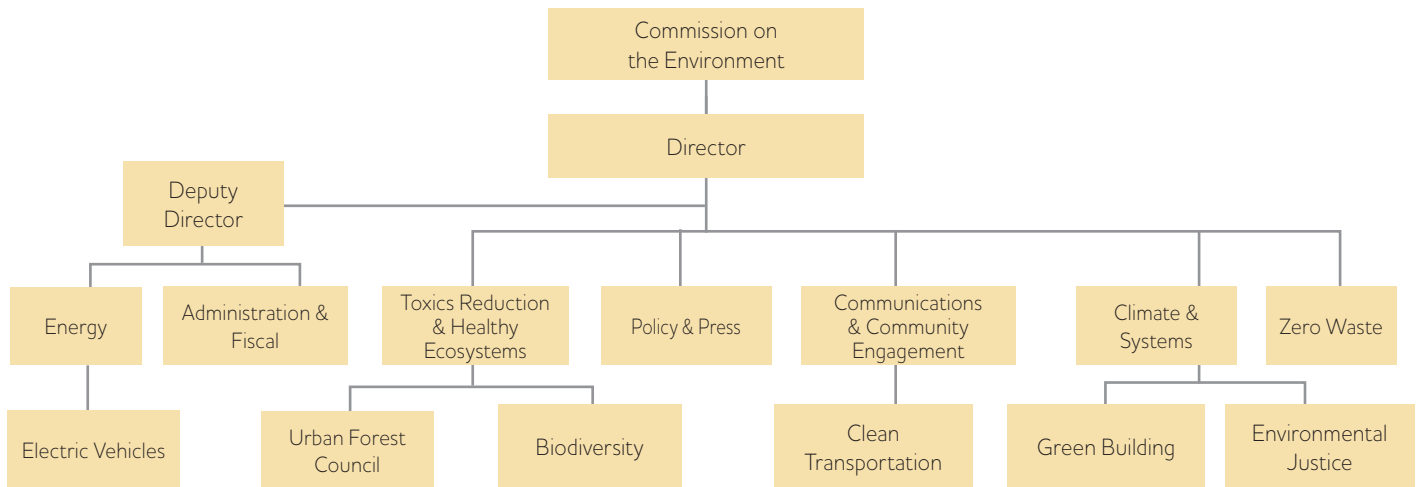 Commission on
the Environment
Director
Deputy
Director
Energy
Administration &
Fiscal
Toxics Reduction
& Healthy
Ecosystems
Policy & Press
Communications
& Community
Engagement
Climate &
Systems
Zero Waste
Electric Vehicles
Urban Forest
Council
Biodiversity
Clean
Transportation
Green Building
Environmental
Justice